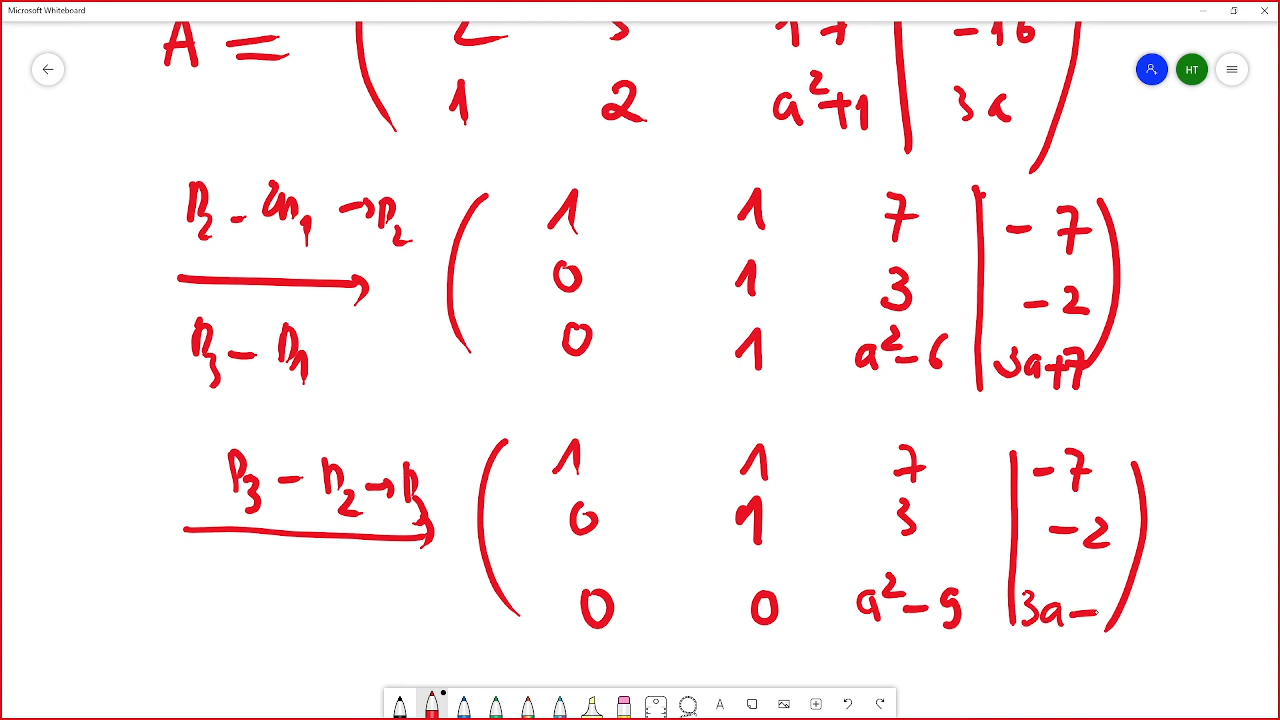 Microsoft Whiteboard
HT
A = ( 2 3 17 | -16
1 2 a²+1 | 3a )
R2 - 2R1 → R2
R3 - R1
( 1 1 7 | -7
0 1 3 | -2
0 1 a²-6 | 3a+7 )
R3 - R2 → R3
( 1 1 7 | -7
0 1 3 | -2
0 0 a²-9 | 3a- )
A